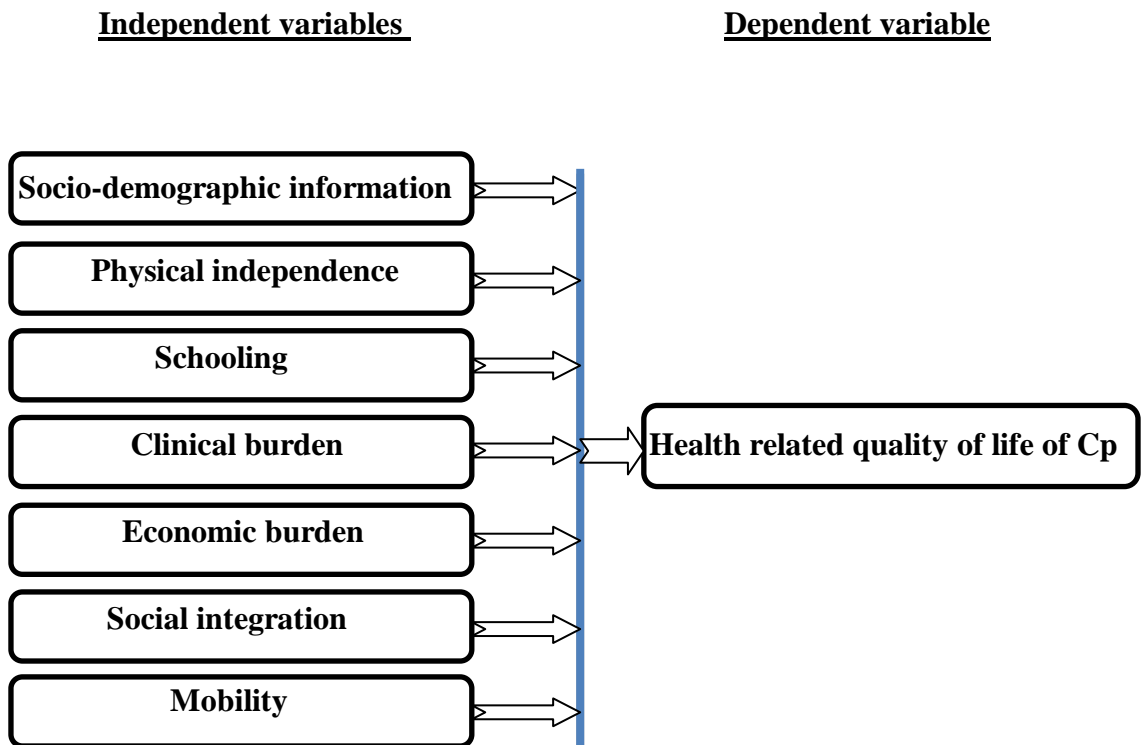 Independent variables
Dependent variable
Socio-demographic information
Physical independence
Schooling
Clinical burden
Health related quality of life of Cp
Economic burden
Social integration
Mobility